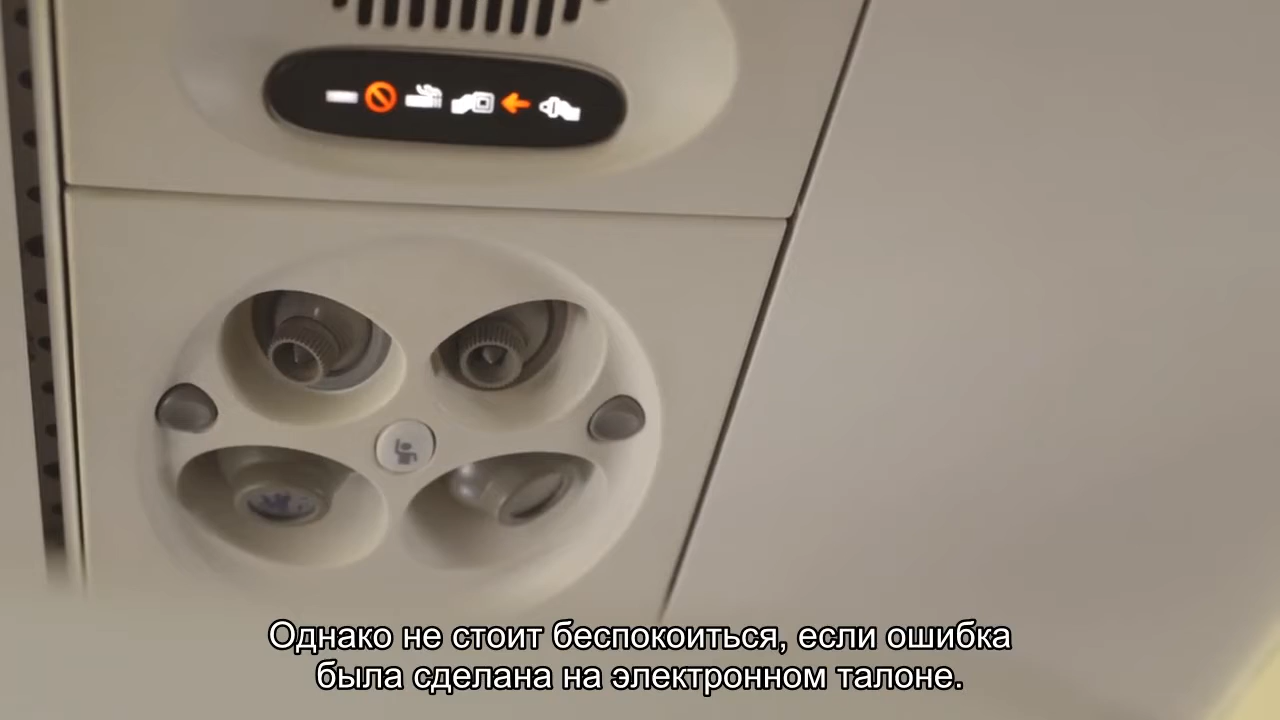 Однако не стоит беспокоиться, если ошибка
была сделана на электронном талоне.